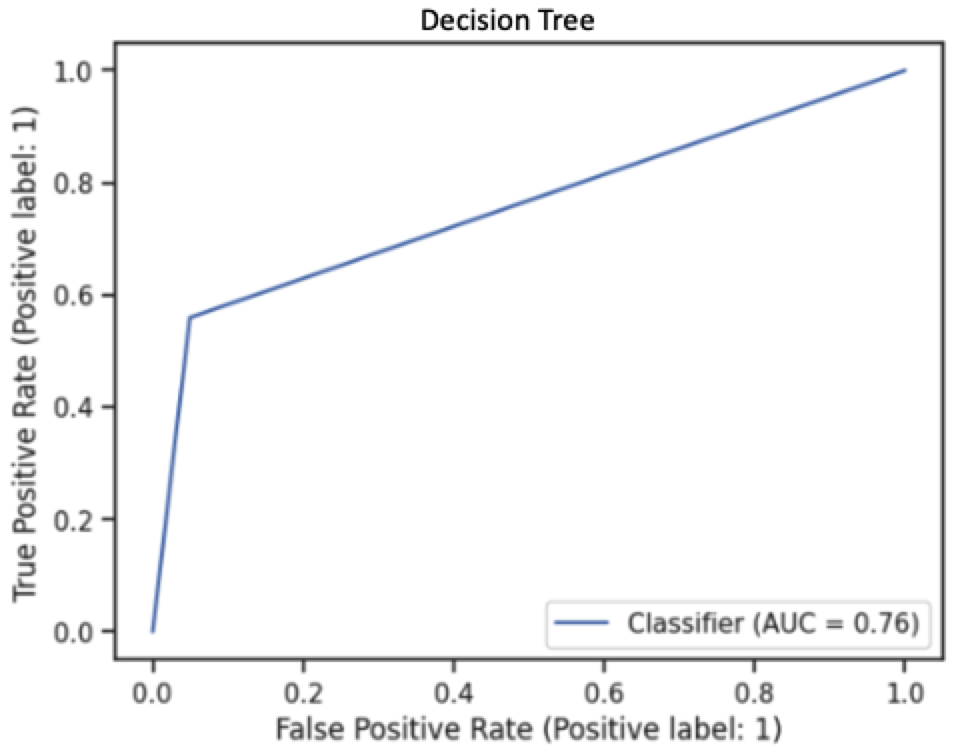 Decision Tree
True Positive Rate (Positive label: 1)
1.0
0.8
0.6
0.4
0.2
0.0
Classifier (AUC = 0.76)
0.0 0.2 0.4 0.6 0.8 1.0
False Positive Rate (Positive label: 1)